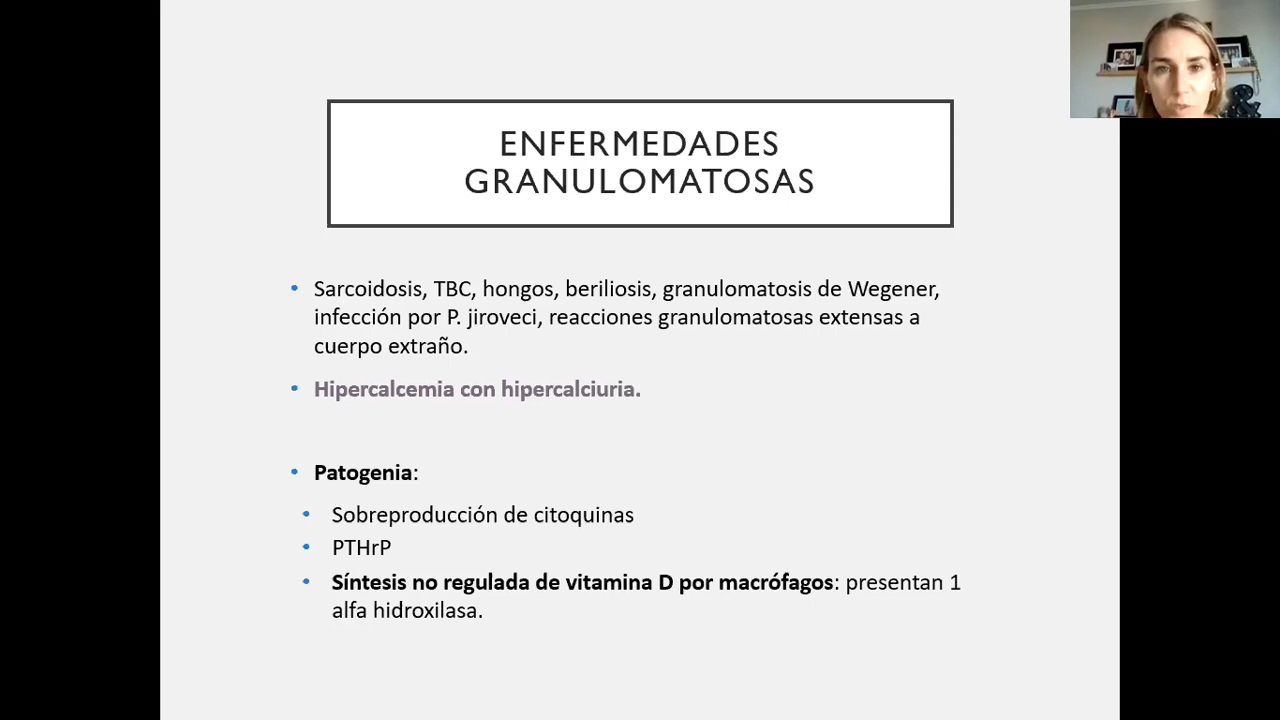 ENFERMEDADES
GRANULOMATOSAS
• Sarcoidosis, TBC, hongos, beriliosis, granulomatosis de Wegener,
infección por P. jiroveci, reacciones granulomatosas extensas a
cuerpo extraño.
• Hipercalcemia con hipercalciuria.
• Patogenia:
• Sobreproducción de citoquinas
• PTHrP
• Síntesis no regulada de vitamina D por macrófagos: presentan 1
alfa hidroxilasa.